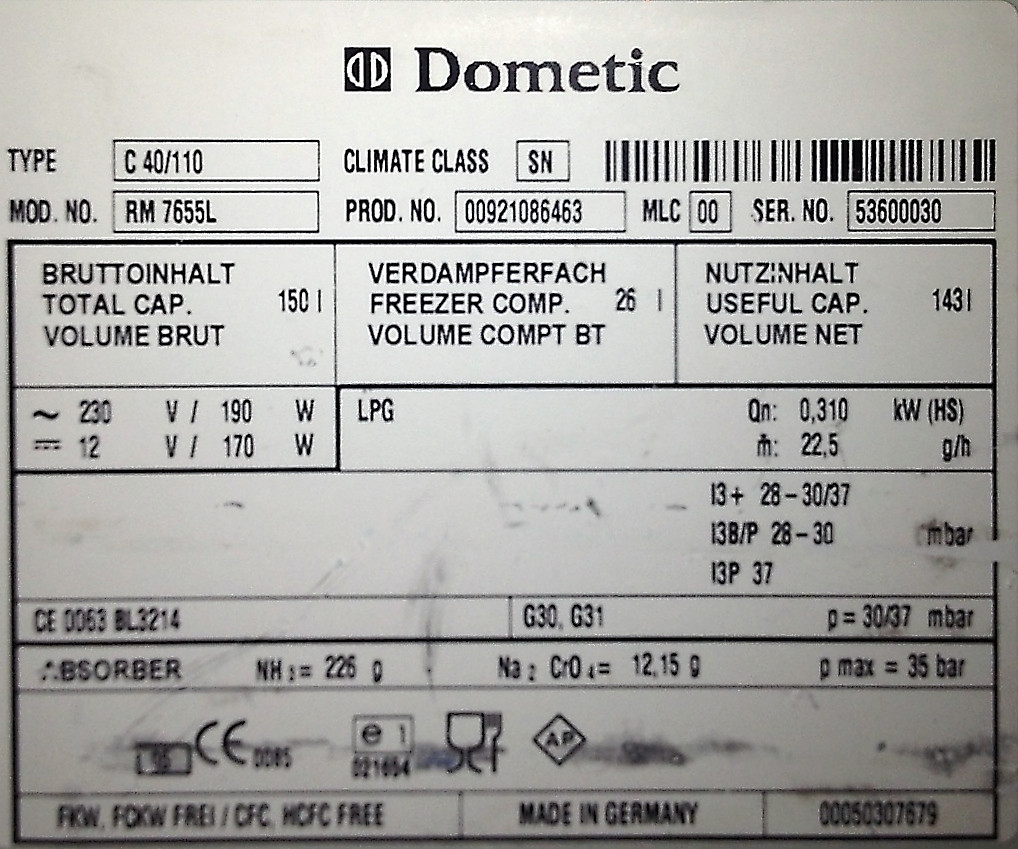 Dometic
TYPE C 40/110 CLIMATE CLASS SN
MOD. NO. RM 7655L PROD. NO. 00921086463 MLC 00 SER. NO. 53600030
BRUTTOINHALT VERDAMPFERFACH NUTZINHALT
TOTAL CAP. 150 l FREEZER COMP. 26 l USEFUL CAP. 143 l
VOLUME BRUT VOLUME COMPT BT VOLUME NET
~ 230 V / 190 W LPG Qn: 0,310 kW (HS)
⎓ 12 V / 170 W ṁ: 22,5 g/h
I3+ 28-30/37
I3B/P 28-30 mbar
I3P 37
CE 0063 BL3214 G30, G31 p = 30/37 mbar
ABSORBER NH3 = 226 g Na2 CrO4 = 12,15 g p max = 35 bar
CE 0085 e 1 AP
021654
FKW, FCKW FREI / CFC, HCFC FREE MADE IN GERMANY 00050307679